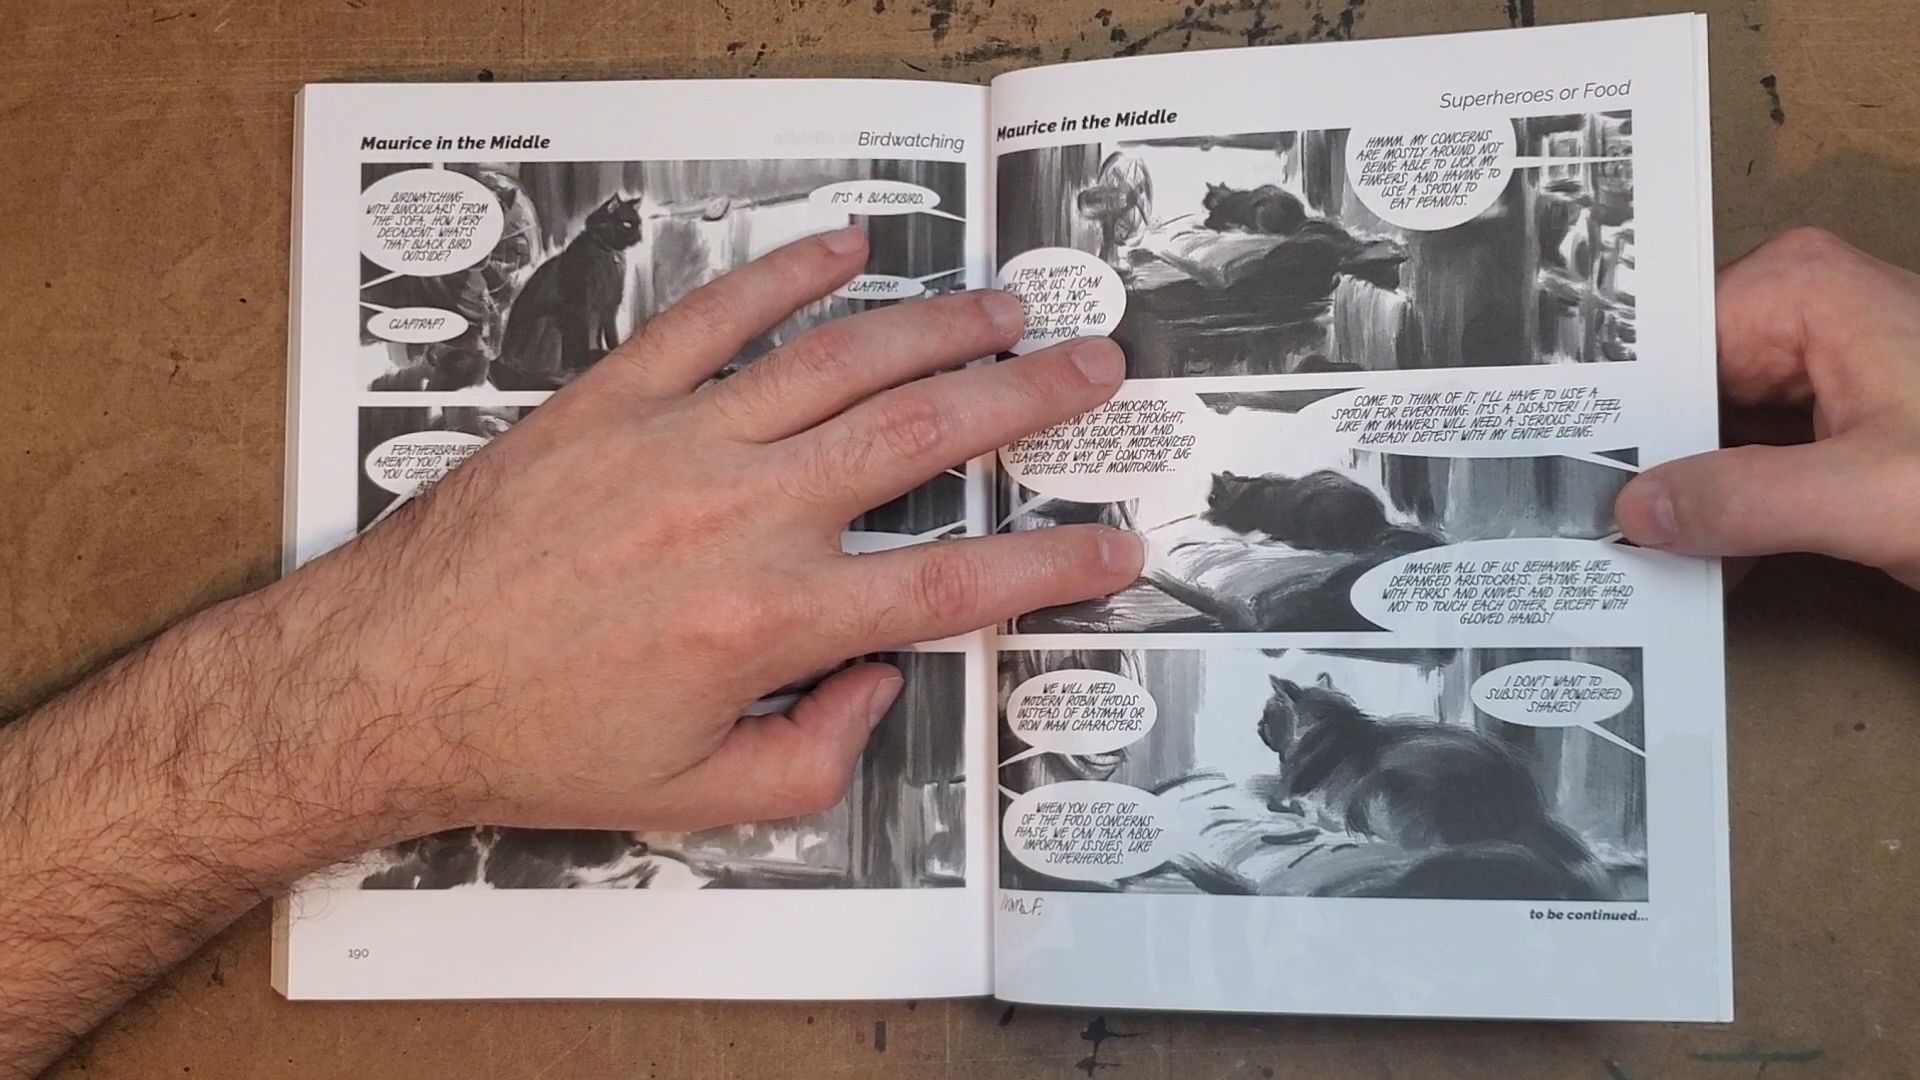 Maurice in the Middle
Birdwatching
BIRDWATCHING
WITH BINOCULARS FROM
THE SOFA. HOW VERY
DECADENT. WHAT'S
THAT BLACK BIRD
OUTSIDE?
IT'S A BLACKBIRD.
CLAPTRAP?
CLAPTRAP.
FEATHERBRAINED
AREN'T YOU?
YOU CHECK
190
Maurice in the Middle
Superheroes or Food
HMMM. MY CONCERNS
ARE MOSTLY AROUND NOT
BEING ABLE TO LICK MY
FINGERS, AND HAVING TO
USE A SPOON TO
EAT PEANUTS.
I FEAR WHAT'S
NEXT FOR US. I CAN
A TWO-
SOCIETY OF
ULTRA-RICH AND
SUPER-POOR.
DEMOCRACY,
OF FREE THOUGHT,
ATTACKS ON EDUCATION AND
INFORMATION SHARING, MODERNIZED
SLAVERY BY WAY OF CONSTANT BIG
BROTHER STYLE MONITORING...
COME TO THINK OF IT, I'LL HAVE TO USE A
SPOON FOR EVERYTHING. IT'S A DISASTER! I FEEL
LIKE MY MANNERS WILL NEED A SERIOUS SHIFT I
ALREADY DETEST WITH MY ENTIRE BEING.
IMAGINE ALL OF US BEHAVING LIKE
DERANGED ARISTOCRATS. EATING FRUITS
WITH FORKS AND KNIVES AND TRYING HARD
NOT TO TOUCH EACH OTHER, EXCEPT WITH
GLOVED HANDS!
WE WILL NEED
MODERN ROBIN HOODS
INSTEAD OF BATMAN OR
IRON MAN CHARACTERS.
I DON'T WANT TO
SUBSIST ON POWDERED
SHAKES!
WHEN YOU GET OUT
OF THE FOOD CONCERNS
PHASE, WE CAN TALK ABOUT
IMPORTANT ISSUES, LIKE
SUPERHEROES.
to be continued...